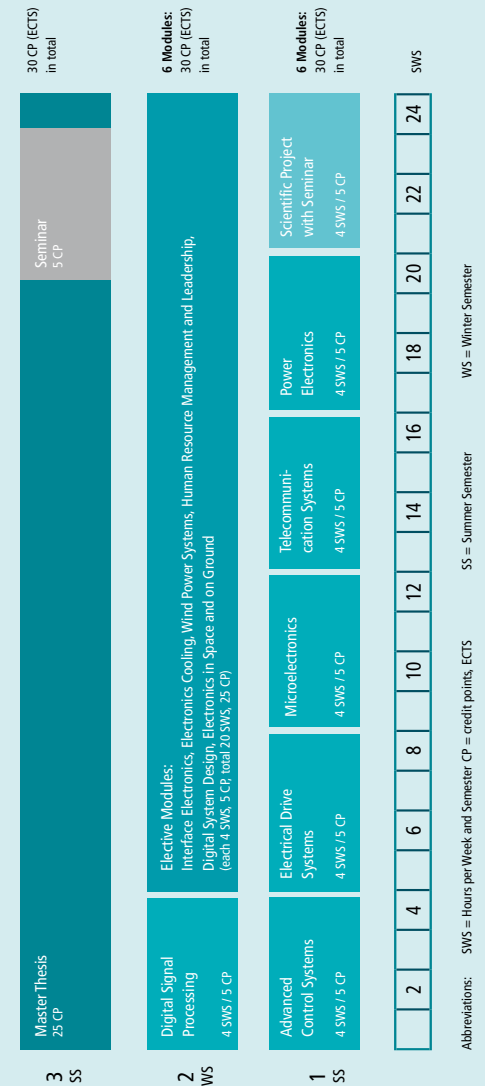 3
SS
Master Thesis
25 CP
Seminar
5 CP
30 CP (ECTS)
in total
2
WS
Digital Signal
Processing
4 SWS / 5 CP
Elective Modules:
Interface Electronics, Electronics Cooling, Wind Power Systems, Human Resource Management and Leadership,
Digital System Design, Electronics in Space and on Ground
(each 4 SWS, 5 CP, total 20 SWS, 25 CP)
6 Modules:
30 CP (ECTS)
in total
1
SS
Advanced
Control Systems
4 SWS / 5 CP
Electrical Drive
Systems
4 SWS / 5 CP
Microelectronics
4 SWS / 5 CP
Telecommuni-
cation Systems
4 SWS / 5 CP
Power
Electronics
4 SWS / 5 CP
Scientific Project
with Seminar
4 SWS / 5 CP
6 Modules:
30 CP (ECTS)
in total
2 4 6 8 10 12 14 16 18 20 22 24 SWS
Abbreviations: SWS = Hours per Week and Semester CP = credit points, ECTS SS = Summer Semester WS = Winter Semester